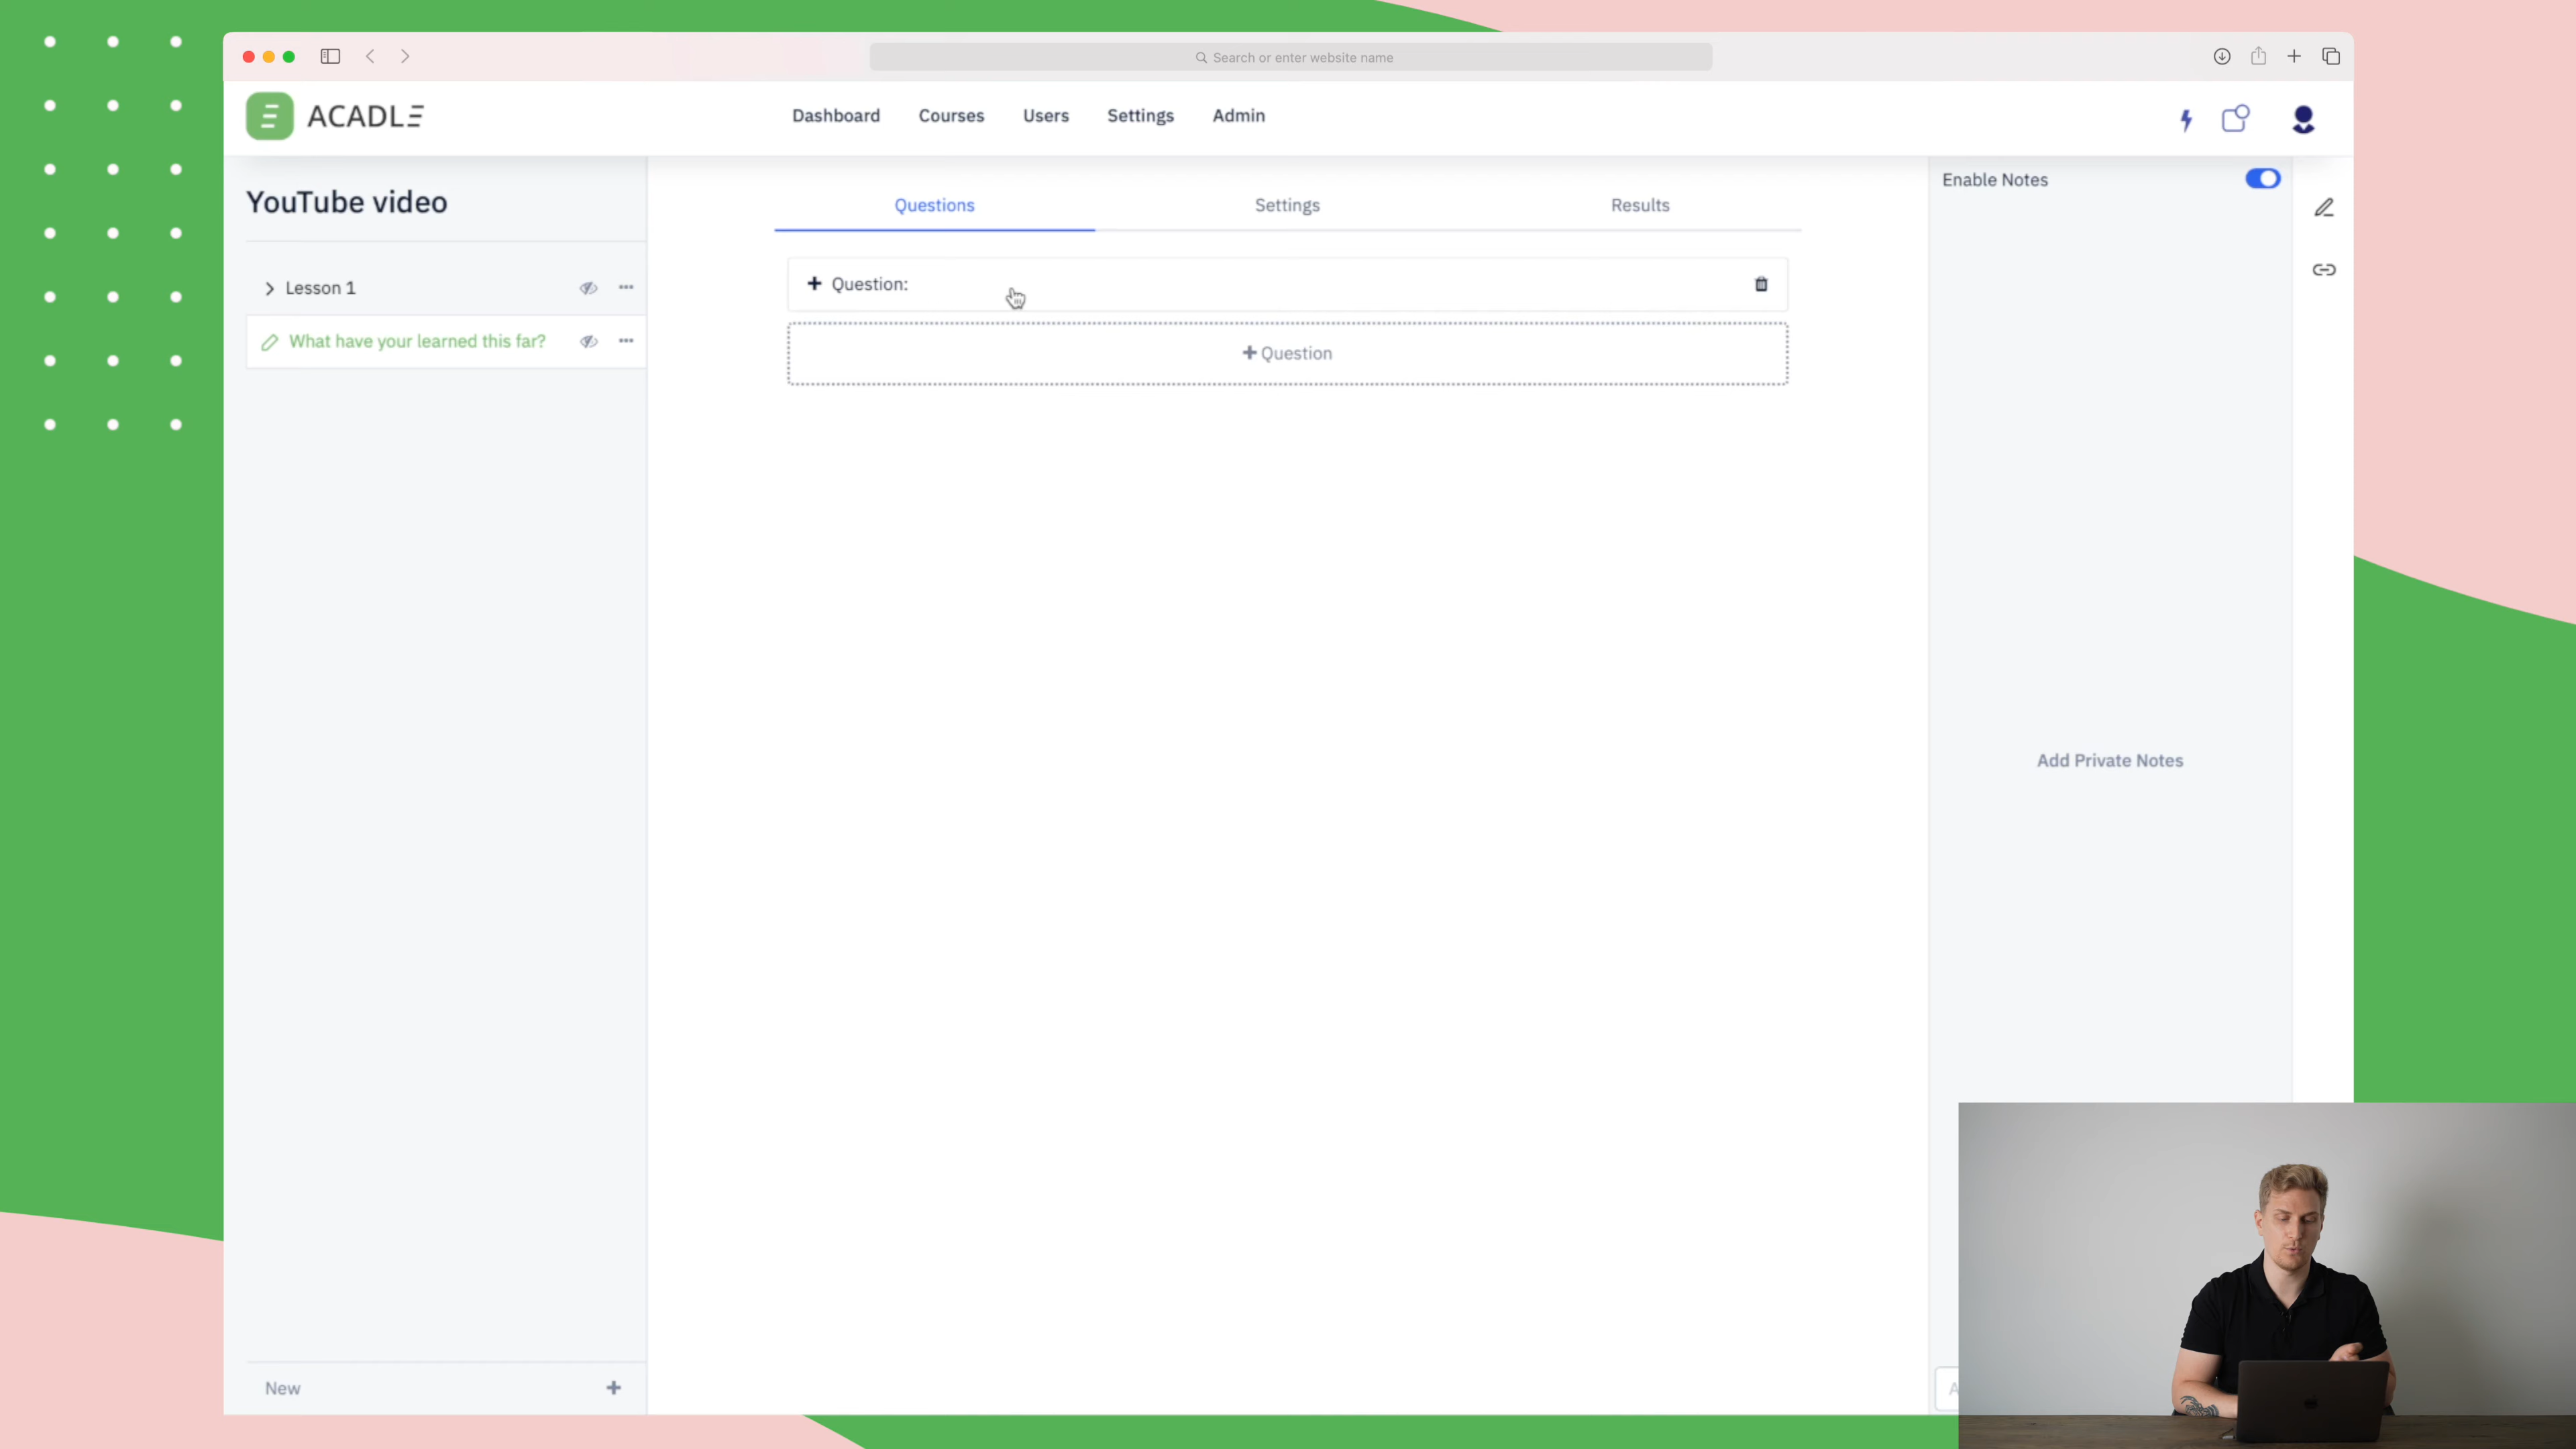 Search or enter website name
ACADLE
Dashboard Courses Users Settings Admin
YouTube video
Lesson 1
What have your learned this far?
New
Questions Settings Results
Question:
Question
Enable Notes
Add Private Notes